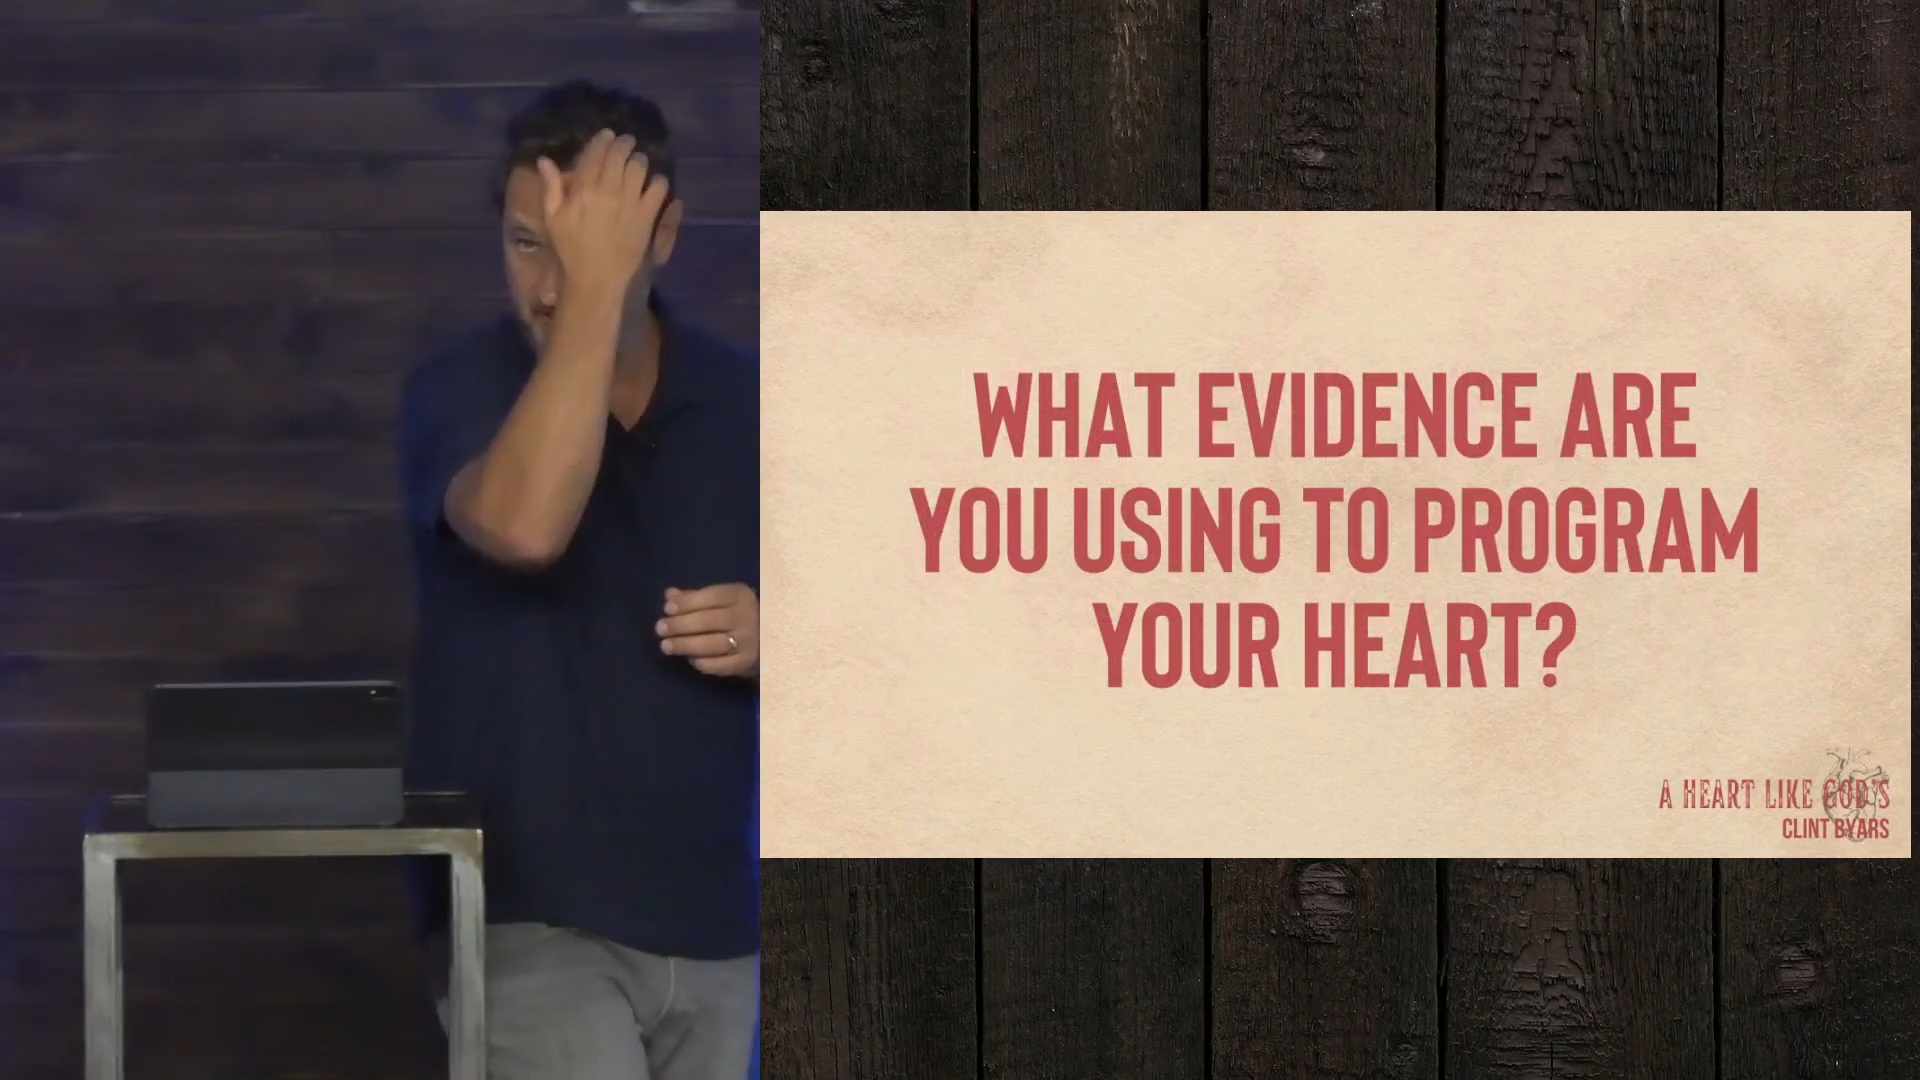 WHAT EVIDENCE ARE
YOU USING TO PROGRAM
YOUR HEART?
A HEART LIKE GOD'S
CLINT BYARS